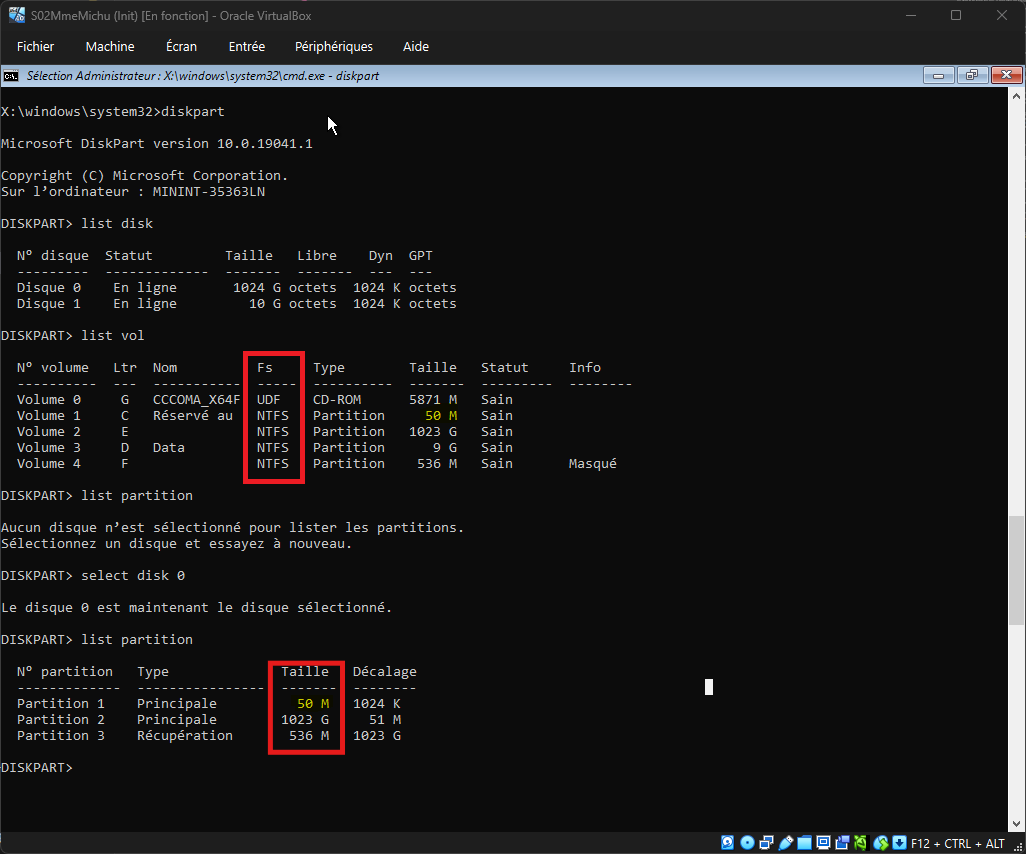 S02MmeMichu (Init) [En fonction] - Oracle VirtualBox
Fichier Machine Écran Entrée Périphériques Aide
Sélection Administrateur : X:\windows\system32\cmd.exe - diskpart
X:\windows\system32>diskpart
Microsoft DiskPart version 10.0.19041.1
Copyright (C) Microsoft Corporation.
Sur l’ordinateur : MININT-35363LN
DISKPART> list disk
  N° disque  Statut         Taille   Libre    Dyn  GPT
  ---------  -------------  -------  -------  ---  ---
  Disque 0    En ligne       1024 G octets  1024 K octets
  Disque 1    En ligne         10 G octets  1024 K octets
DISKPART> list vol
  N° volume   Ltr  Nom          Fs     Type        Taille   Statut     Info
  ----------  ---  -----------  -----  ----------  -------  ---------  --------
  Volume 0     G   CCCOMA_X64F  UDF    CD-ROM      5871 M   Sain
  Volume 1     C   Réservé au   NTFS   Partition     50 M   Sain
  Volume 2     E                NTFS   Partition   1023 G   Sain
  Volume 3     D   Data         NTFS   Partition      9 G   Sain
  Volume 4     F                NTFS   Partition    536 M   Sain       Masqué
DISKPART> list partition
Aucun disque n’est sélectionné pour lister les partitions.
Sélectionnez un disque et essayez à nouveau.
DISKPART> select disk 0
Le disque 0 est maintenant le disque sélectionné.
DISKPART> list partition
  N° partition   Type              Taille   Décalage
  -------------  ----------------  -------  --------
  Partition 1    Principale          50 M   1024 K
  Partition 2    Principale        1023 G     51 M
  Partition 3    Récupération       536 M   1023 G
DISKPART>
F12 + CTRL + ALT